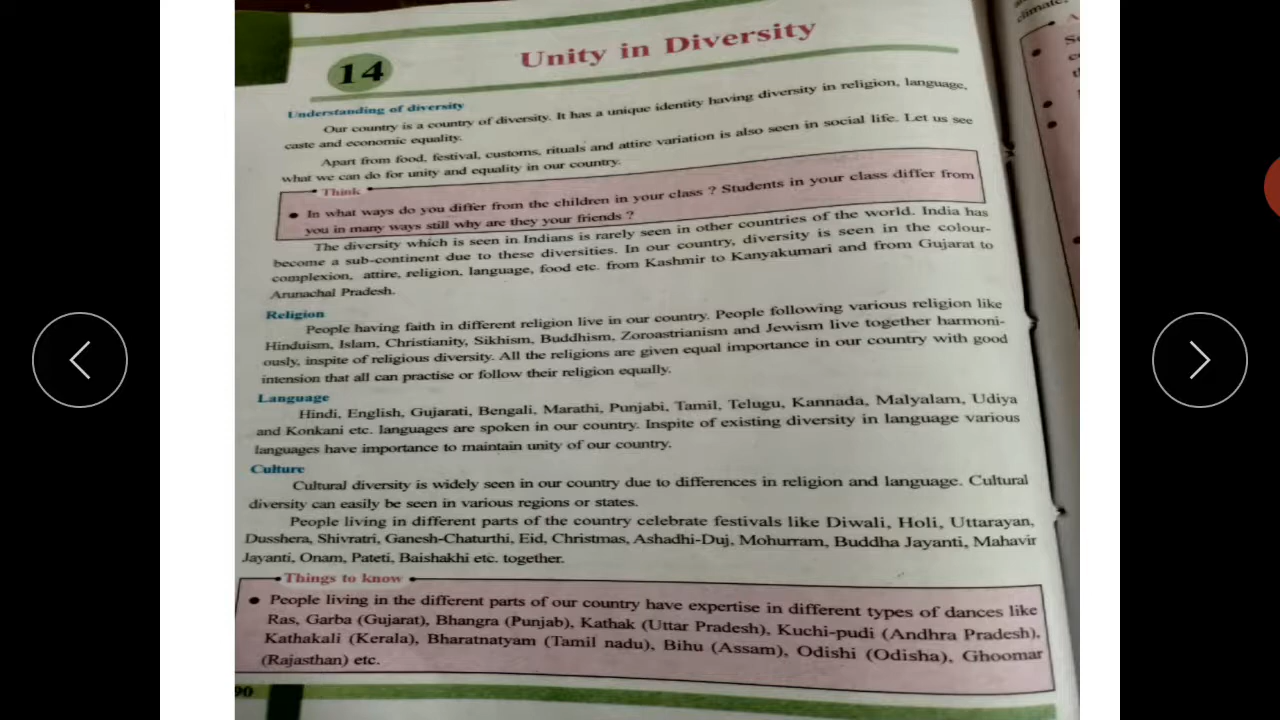 14
Unity in Diversity
Understanding of diversity
Our country is a country of diversity. It has a unique identity having diversity in religion, language,
caste and economic equality.
Apart from food, festival, customs, rituals and attire variation is also seen in social life. Let us see
what we can do for unity and equality in our country.
Think
• In what ways do you differ from the children in your class ? Students in your class differ from
you in many ways still why are they your friends ?
The diversity which is seen in Indians is rarely seen in other countries of the world. India has
become a sub-continent due to these diversities. In our country, diversity is seen in the colour-
complexion, attire, religion, language, food etc. from Kashmir to Kanyakumari and from Gujarat to
Arunachal Pradesh.
Religion
People having faith in different religion live in our country. People following various religion like
Hinduism, Islam, Christianity, Sikhism, Buddhism, Zoroastrianism and Jewism live together harmoni-
ously, inspite of religious diversity. All the religions are given equal importance in our country with good
intension that all can practise or follow their religion equally.
Language
Hindi, English, Gujarati, Bengali, Marathi, Punjabi, Tamil, Telugu, Kannada, Malyalam, Udiya
and Konkani etc. languages are spoken in our country. Inspite of existing diversity in language various
languages have importance to maintain unity of our country.
Culture
Cultural diversity is widely seen in our country due to differences in religion and language. Cultural
diversity can easily be seen in various regions or states.
People living in different parts of the country celebrate festivals like Diwali, Holi, Uttarayan,
Dusshera, Shivratri, Ganesh-Chaturthi, Eid, Christmas, Ashadhi-Duj, Mohurram, Buddha Jayanti, Mahavir
Jayanti, Onam, Pateti, Baishakhi etc. together.
Things to know
• People living in the different parts of our country have expertise in different types of dances like
Ras, Garba (Gujarat), Bhangra (Punjab), Kathak (Uttar Pradesh), Kuchi-pudi (Andhra Pradesh),
Kathakali (Kerala), Bharatnatyam (Tamil nadu), Bihu (Assam), Odishi (Odisha), Ghoomar
(Rajasthan) etc.
90
climate.